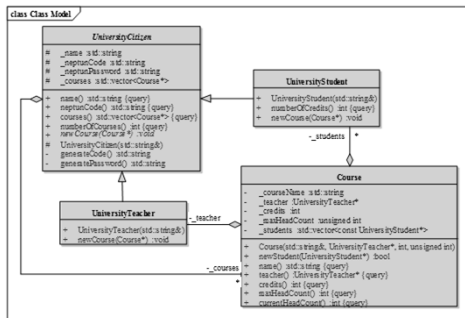 class Class Model
UniversityCitizen
# _name :std::string
# _neptunCode :std::string
# _neptunPassword :std::string
# _courses :std::vector<Course*>
+ name() :std::string {query}
+ neptunCode() :std::string {query}
+ courses() :std::vector<Course*> {query}
+ numberOfCourses() :int {query}
+ newCourse(Course*) :void
# UniversityCitizen(std::string&)
- generateCode() :std::string
- generatePassword() :std::string
UniversityStudent
+ UniversityStudent(std::string&)
+ numberOfCredits() :int {query}
+ newCourse(Course*) :void
-_students *
UniversityTeacher
+ UniversityTeacher(std::string&)
+ newCourse(Course*) :void
-_teacher
-_courses
*
Course
- _courseName :std::string
- _teacher :UniversityTeacher*
- _credits :int
- _maxHeadCount :unsigned int
- _students :std::vector<const UniversityStudent*>
+ Course(std::string&, UniversityTeacher*, int, unsigned int)
+ newStudent(UniversityStudent*) :bool
+ name() :std::string {query}
+ teacher() :UniversityTeacher* {query}
+ credits() :int {query}
+ maxHeadCount() :int {query}
+ currentHeadCount() :int {query}